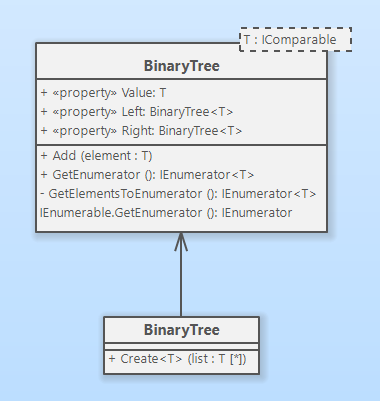 T : IComparable
BinaryTree
+ «property» Value: T
+ «property» Left: BinaryTree<T>
+ «property» Right: BinaryTree<T>
+ Add (element : T)
+ GetEnumerator (): IEnumerator<T>
- GetElementsToEnumerator (): IEnumerator<T>
IEnumerable.GetEnumerator (): IEnumerator
BinaryTree
+ Create<T> (list : T [*])